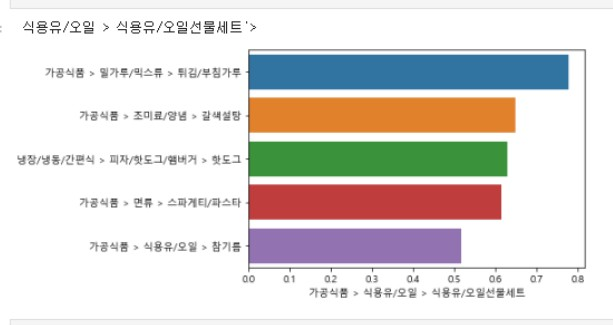 식용유/오일 > 식용유/오일선물세트'>
가공식품 > 밀가루/믹스류 > 튀김/부침가루
가공식품 > 조미료/양념 > 갈색설탕
냉장/냉동/간편식 > 피자/핫도그/햄버거 > 핫도그
가공식품 > 면류 > 스파게티/파스타
가공식품 > 식용유/오일 > 참기름
0.0 0.1 0.2 0.3 0.4 0.5 0.6 0.7 0.8
가공식품 > 식용유/오일 > 식용유/오일선물세트